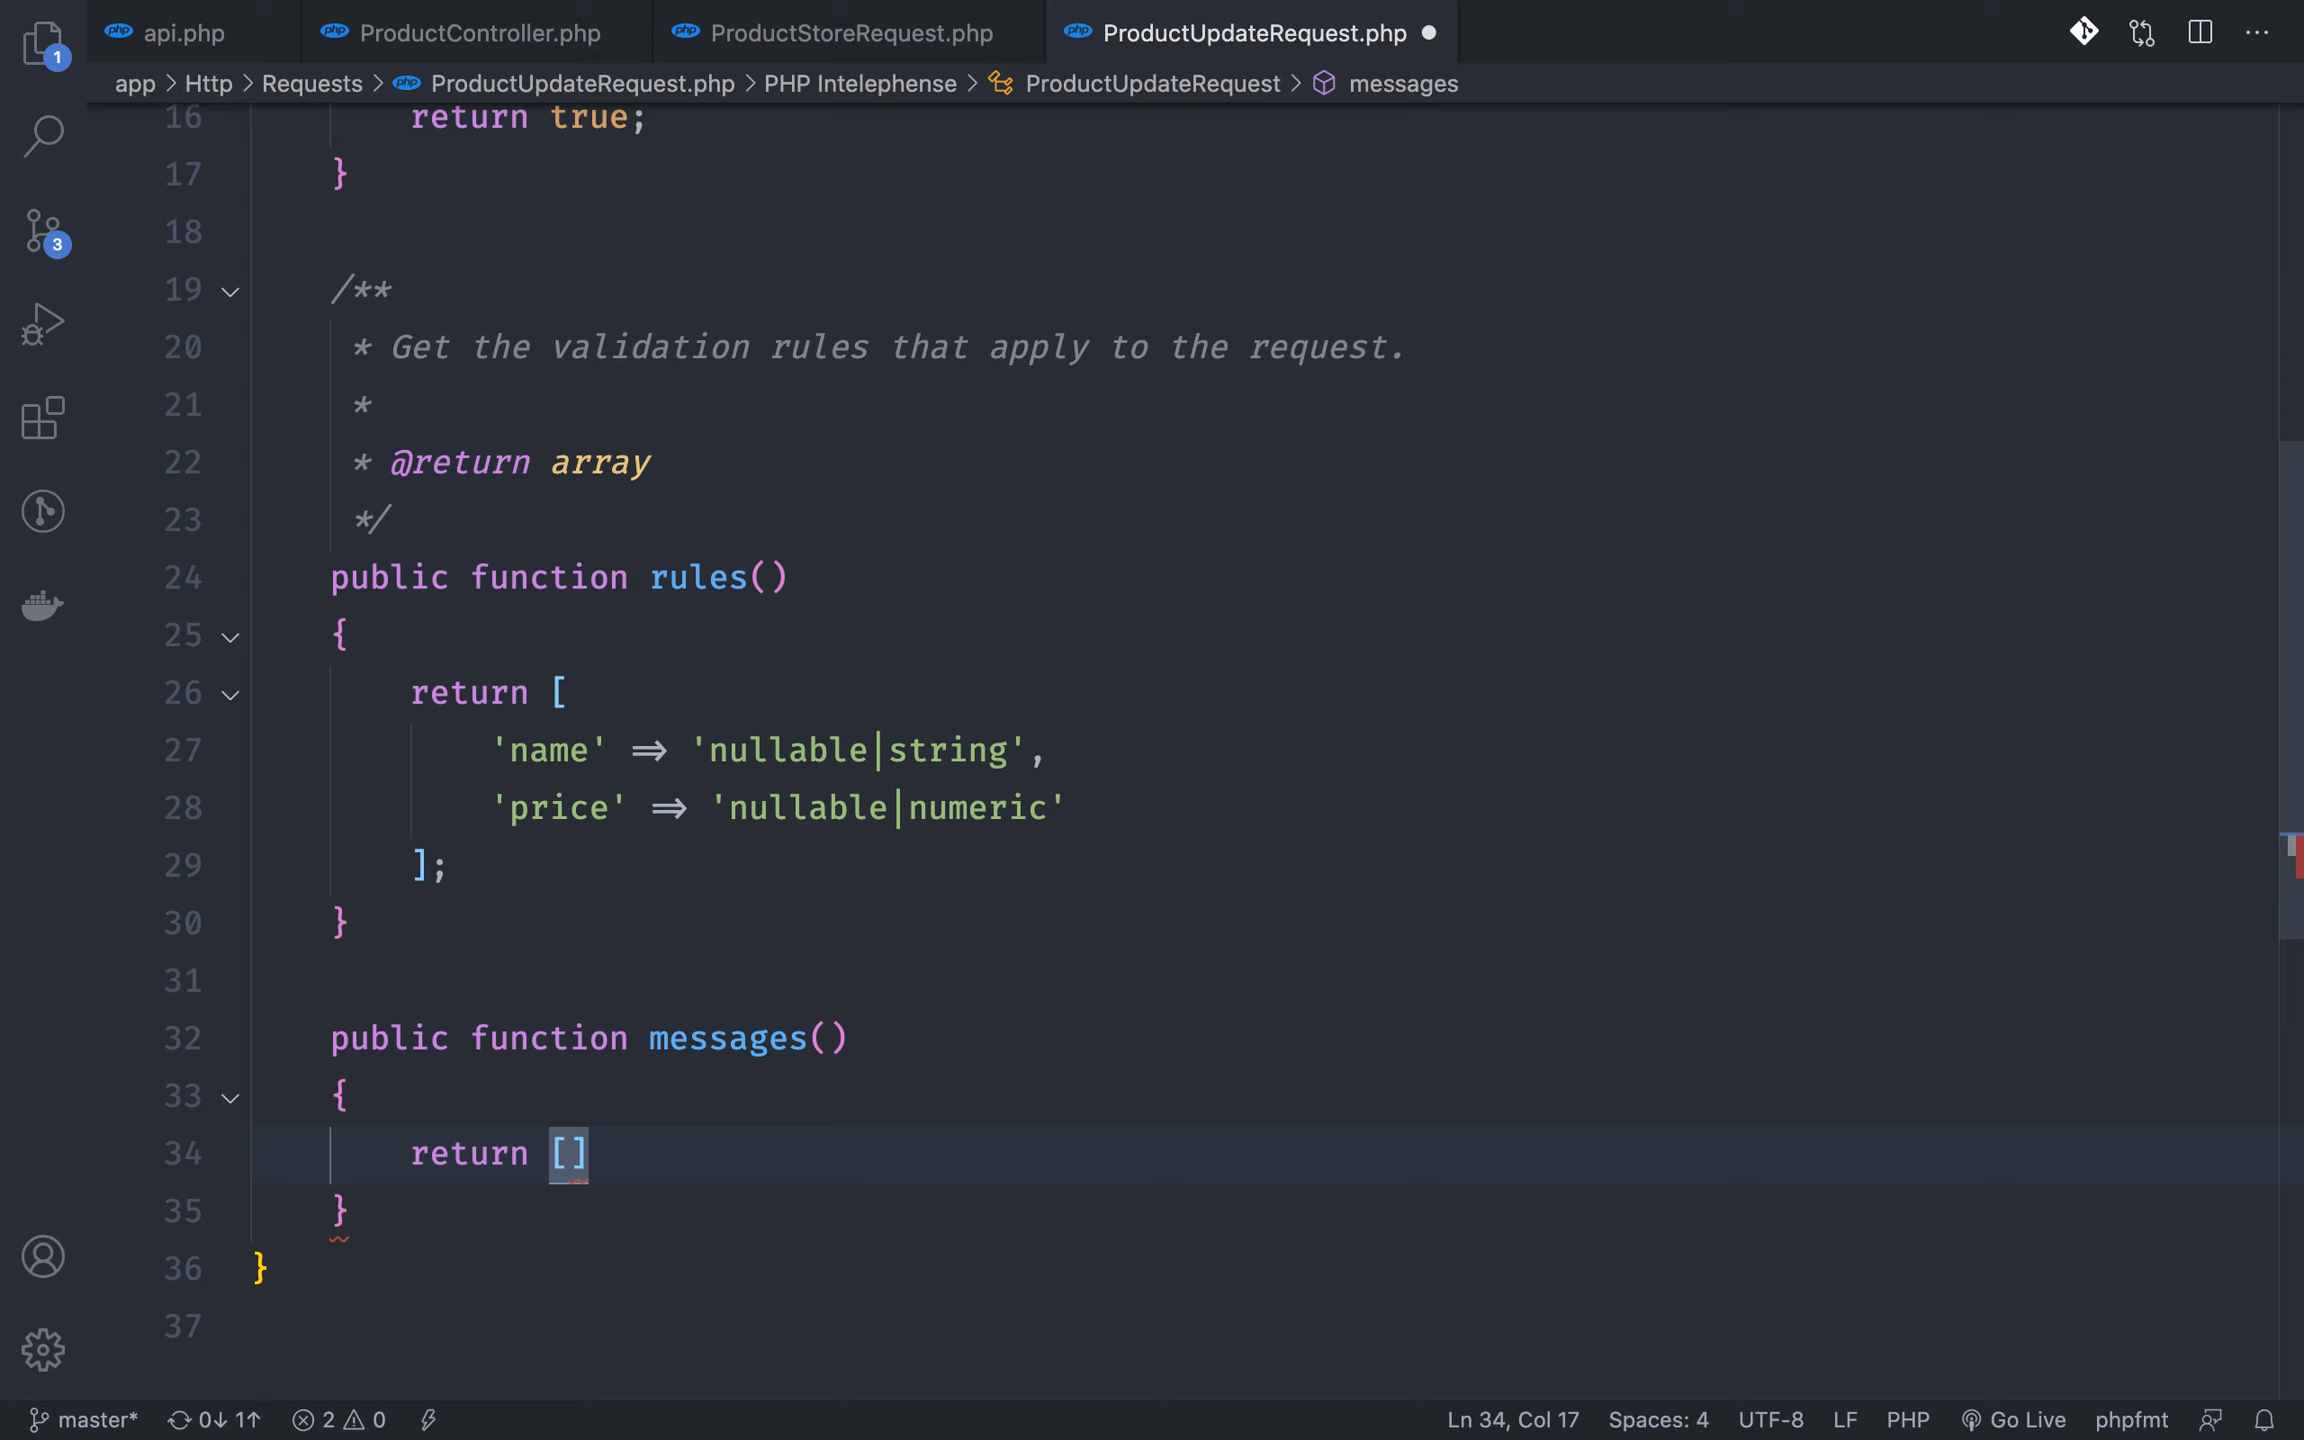 api.php ProductController.php ProductStoreRequest.php ProductUpdateRequest.php
app > Http > Requests > ProductUpdateRequest.php > PHP Intelephense > ProductUpdateRequest > messages
16 return true;
17 }
18
19 /**
20 * Get the validation rules that apply to the request.
21 *
22 * @return array
23 */
24 public function rules()
25 {
26 return [
27 'name' => 'nullable|string',
28 'price' => 'nullable|numeric'
29 ];
30 }
31
32 public function messages()
33 {
34 return []
35 }
36 }
37
1
3
master* 0↓ 1↑ 2 0 Ln 34, Col 17 Spaces: 4 UTF-8 LF PHP Go Live phpfmt